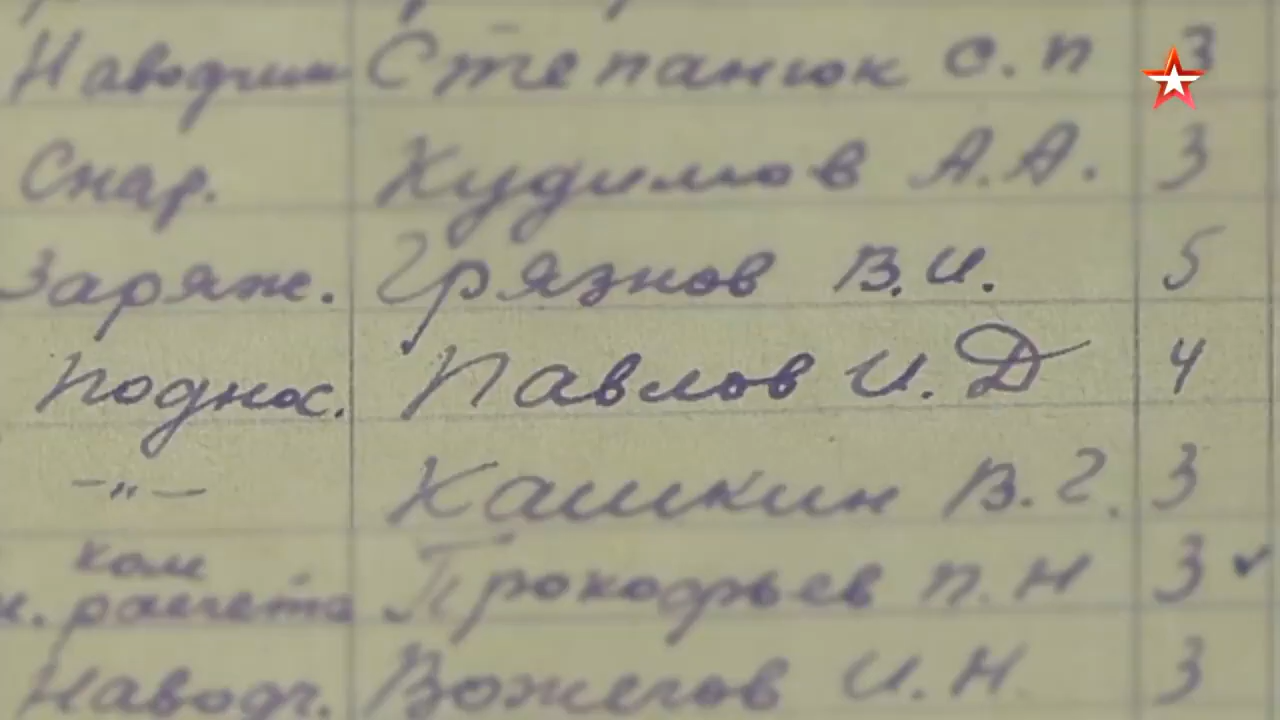 Наводчик Степанюк С. П 3
Снар. Кудимов А. А. 3
Заряж. Грязнов В. И. 5
Поднос. Павлов И. Д 4
–„– Кашкин В. Г. 3
ком
расчета Прокофьев П. Н 3 ✓
Наводч. Вожегов И. Н 3